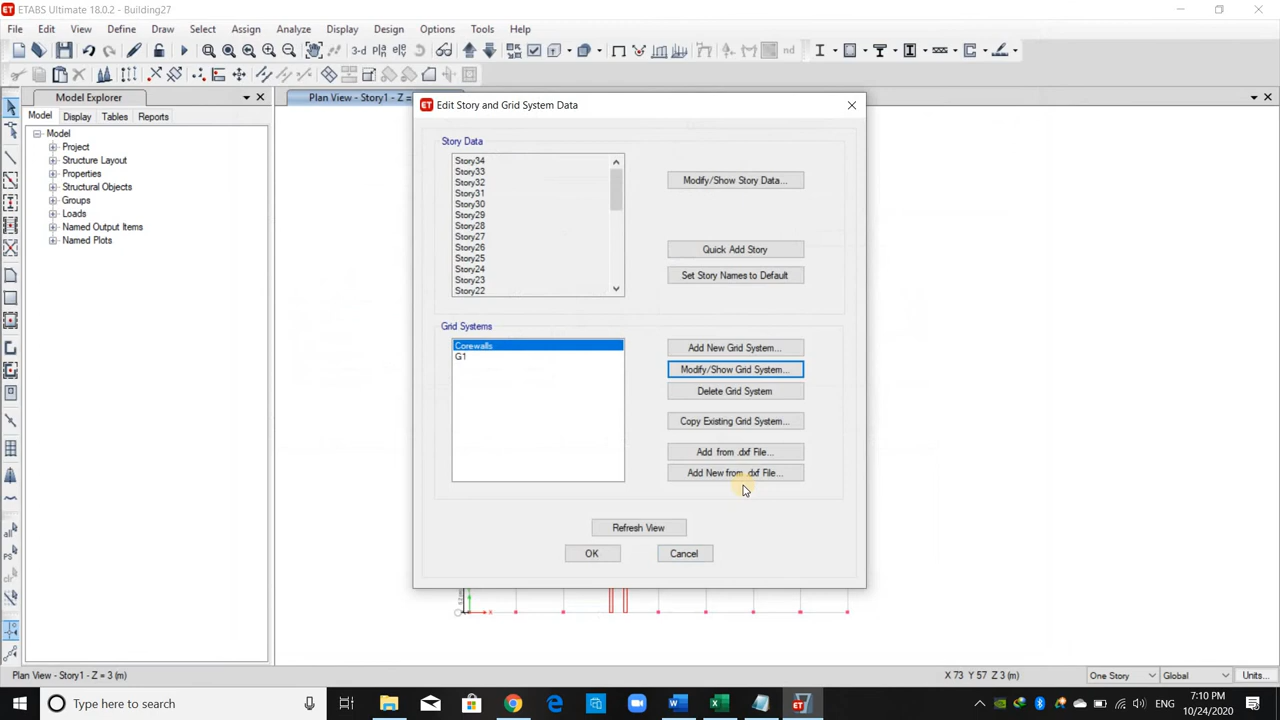 ETABS Ultimate 18.0.2 - Building27
File Edit View Define Draw Select Assign Analyze Display Design Options Tools Help
3-d nd
Model Explorer
Plan View - Story1 - Z =
Model Display Tables Reports
Model
Project
Structure Layout
Properties
Structural Objects
Groups
Loads
Named Output Items
Named Plots
ET Edit Story and Grid System Data
Story Data
Story34
Story33
Story32
Story31
Story30
Story29
Story28
Story27
Story26
Story25
Story24
Story23
Story22
Modify/Show Story Data...
Quick Add Story
Set Story Names to Default
Grid Systems
Corewalls
G1
Add New Grid System...
Modify/Show Grid System...
Delete Grid System
Copy Existing Grid System...
Add from .dxf File...
Add New from .dxf File...
Refresh View
OK Cancel
all
PS
clr
X
Plan View - Story1 - Z = 3 (m)
X 73 Y 57 Z 3 (m)
One Story Global Units...
Type here to search
ENG
7:10 PM
10/24/2020